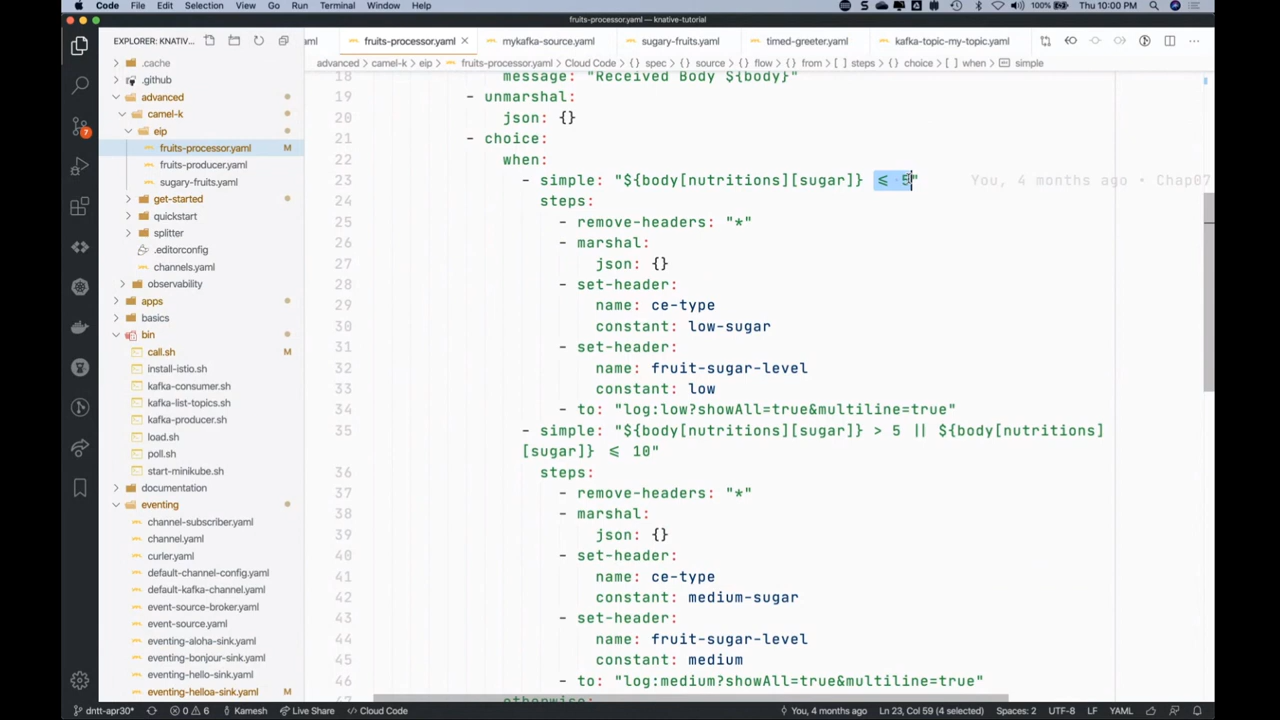 Code File Edit Selection View Go Run Terminal Window Help 100% Thu 10:00 PM
fruits-processor.yaml — knative-tutorial
EXPLORER: KNATIV...
aml fruits-processor.yaml mykafka-source.yaml sugary-fruits.yaml timed-greeter.yaml kafka-topic-my-topic.yaml
advanced > camel-k > eip > fruits-processor.yaml > Cloud Code > {} spec > [ ] source > {} flow > {} from > [ ] steps > {} choice > [ ] when > simple
.cache
.github
advanced
camel-k
eip
fruits-processor.yaml M
fruits-producer.yaml
sugary-fruits.yaml
get-started
quickstart
splitter
.editorconfig
channels.yaml
observability
apps
basics
bin
call.sh M
install-istio.sh
kafka-consumer.sh
kafka-list-topics.sh
kafka-producer.sh
load.sh
poll.sh
start-minikube.sh
documentation
eventing
channel-subscriber.yaml
channel.yaml
curler.yaml
default-channel-config.yaml
default-kafka-channel.yaml
event-source-broker.yaml
event-source.yaml
eventing-aloha-sink.yaml
eventing-bonjour-sink.yaml
eventing-hello-sink.yaml
eventing-helloa-sink.yaml M
7
18 message: "Received Body ${body}"
19 - unmarshal:
20 json: {}
21 - choice:
22 when:
23 - simple: "${body[nutritions][sugar]} <= 5" You, 4 months ago • Chap07
24 steps:
25 - remove-headers: "*"
26 - marshal:
27 json: {}
28 - set-header:
29 name: ce-type
30 constant: low-sugar
31 - set-header:
32 name: fruit-sugar-level
33 constant: low
34 - to: "log:low?showAll=true&multiline=true"
35 - simple: "${body[nutritions][sugar]} > 5 || ${body[nutritions]
[sugar]} <= 10"
36 steps:
37 - remove-headers: "*"
38 - marshal:
39 json: {}
40 - set-header:
41 name: ce-type
42 constant: medium-sugar
43 - set-header:
44 name: fruit-sugar-level
45 constant: medium
46 - to: "log:medium?showAll=true&multiline=true"
47 otherwise:
dntt-apr30* 0 6 Kamesh Live Share Cloud Code You, 4 months ago Ln 23, Col 59 (4 selected) Spaces: 2 UTF-8 LF YAML